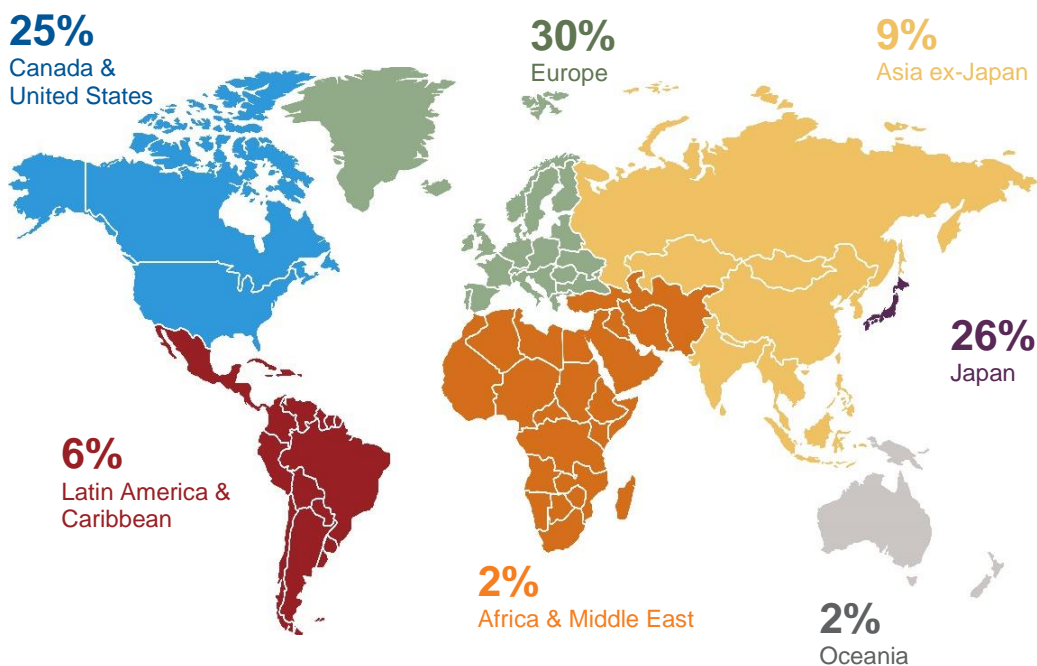 25%
Canada &
United States
30%
Europe
9%
Asia ex-Japan
26%
Japan
6%
Latin America &
Caribbean
2%
Africa & Middle East
2%
Oceania